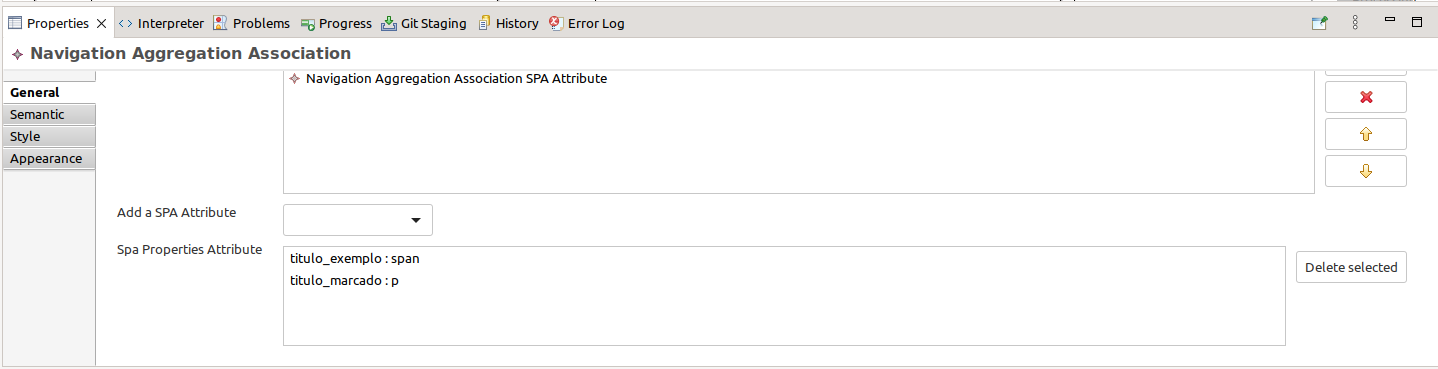 Properties Interpreter Problems Progress Git Staging History Error Log
Navigation Aggregation Association
General
Semantic
Style
Appearance
Navigation Aggregation Association SPA Attribute
Add a SPA Attribute
Spa Properties Attribute
titulo_exemplo : span
titulo_marcado : p
Delete selected